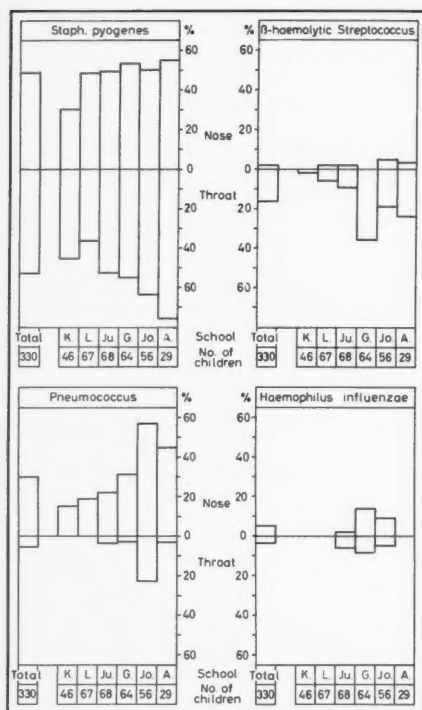 Staph. pyogenes % % β-haemolytic Streptococcus
60 60
40 40
20 Nose 20
0 0
20 Throat 20
40 40
60 60
Total K. L. Ju. G. Jo. A. School Total K. L. Ju. G. Jo. A.
330 46 67 68 64 56 29 No. of children 330 46 67 68 64 56 29
Pneumococcus % % Haemophilus influenzae
60 60
40 40
20 Nose 20
0 0
20 Throat 20
40 40
60 60
Total K. L. Ju. G. Jo. A. School Total K. L. Ju. G. Jo. A.
330 46 67 68 64 56 29 No. of children 330 46 67 68 64 56 29